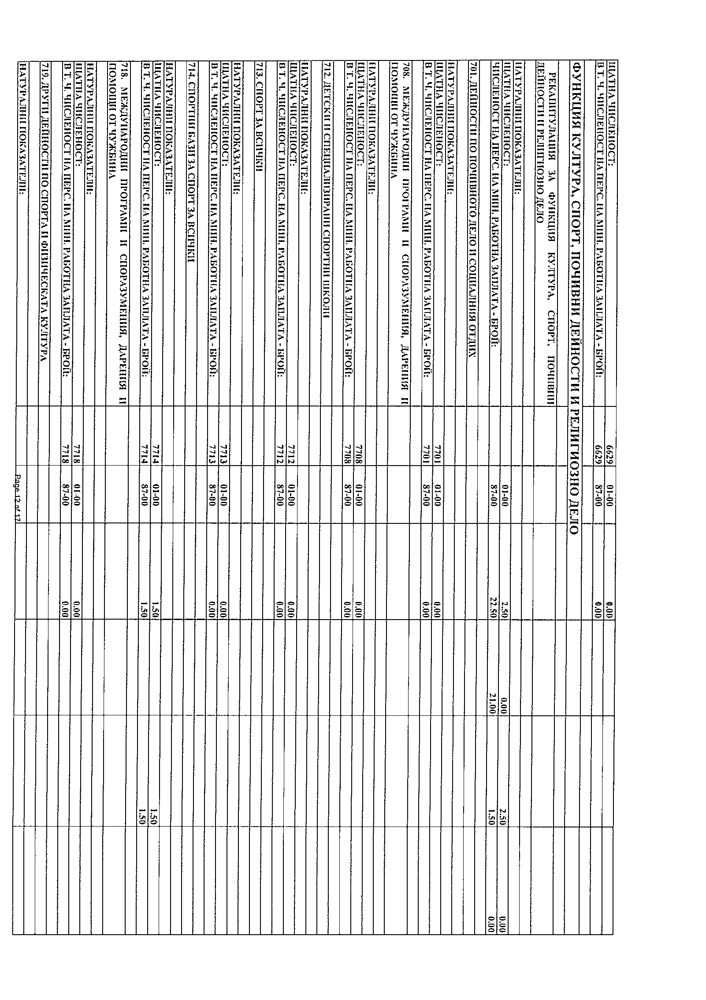 ЩАТНА ЧИСЛЕНОСТ: 6629 01-00 0.00
В Т. Ч. ЧИСЛЕНОСТ НА ПЕРС. НА МИН. РАБОТНА ЗАПЛАТА - БРОЙ: 6629 87-00 0.00
ФУНКЦИЯ КУЛТУРА, СПОРТ, ПОЧИВНИ ДЕЙНОСТИ И РЕЛИГИОЗНО ДЕЛО
РЕКАПИТУЛАЦИЯ ЗА ФУНКЦИЯ КУЛТУРА, СПОРТ, ПОЧИВНИ
ДЕЙНОСТИ И РЕЛИГИОЗНО ДЕЛО
НАТУРАЛНИ ПОКАЗАТЕЛИ:
ЩАТНА ЧИСЛЕНОСТ: 01-00 2.50 0.00 2.50 0.00
ЧИСЛЕНОСТ НА ПЕРС. НА МИН. РАБОТНА ЗАПЛАТА - БРОЙ: 87-00 22.50 21.00 1.50 0.00
701. ДЕЙНОСТИ ПО ПОЧИВНОТО ДЕЛО И СОЦИАЛНИЯ ОТДИХ
НАТУРАЛНИ ПОКАЗАТЕЛИ:
ЩАТНА ЧИСЛЕНОСТ: 7701 01-00 0.00
В Т. Ч. ЧИСЛЕНОСТ НА ПЕРС. НА МИН. РАБОТНА ЗАПЛАТА - БРОЙ: 7701 87-00 0.00
708. МЕЖДУНАРОДНИ ПРОГРАМИ И СПОРАЗУМЕНИЯ, ДАРЕНИЯ И
ПОМОЩИ ОТ ЧУЖБИНА
НАТУРАЛНИ ПОКАЗАТЕЛИ:
ЩАТНА ЧИСЛЕНОСТ: 7708 01-00 0.00
В Т. Ч. ЧИСЛЕНОСТ НА ПЕРС. НА МИН. РАБОТНА ЗАПЛАТА - БРОЙ: 7708 87-00 0.00
712. ДЕТСКИ И СПЕЦИАЛИЗИРАНИ СПОРТНИ ШКОЛИ
НАТУРАЛНИ ПОКАЗАТЕЛИ:
ЩАТНА ЧИСЛЕНОСТ: 7712 01-00 0.00
В Т. Ч. ЧИСЛЕНОСТ НА ПЕРС. НА МИН. РАБОТНА ЗАПЛАТА - БРОЙ: 7712 87-00 0.00
713. СПОРТ ЗА ВСИЧКИ
НАТУРАЛНИ ПОКАЗАТЕЛИ:
ЩАТНА ЧИСЛЕНОСТ: 7713 01-00 0.00
В Т. Ч. ЧИСЛЕНОСТ НА ПЕРС. НА МИН. РАБОТНА ЗАПЛАТА - БРОЙ: 7713 87-00 0.00
714. СПОРТНИ БАЗИ ЗА СПОРТ ЗА ВСИЧКИ
НАТУРАЛНИ ПОКАЗАТЕЛИ:
ЩАТНА ЧИСЛЕНОСТ: 7714 01-00 1.50 1.50
В Т. Ч. ЧИСЛЕНОСТ НА ПЕРС. НА МИН. РАБОТНА ЗАПЛАТА - БРОЙ: 7714 87-00 1.50 1.50
718. МЕЖДУНАРОДНИ ПРОГРАМИ И СПОРАЗУМЕНИЯ, ДАРЕНИЯ И
ПОМОЩИ ОТ ЧУЖБИНА
НАТУРАЛНИ ПОКАЗАТЕЛИ:
ЩАТНА ЧИСЛЕНОСТ: 7718 01-00 0.00
В Т. Ч. ЧИСЛЕНОСТ НА ПЕРС. НА МИН. РАБОТНА ЗАПЛАТА - БРОЙ: 7718 87-00 0.00
719. ДРУГИ ДЕЙНОСТИ ПО СПОРТА И ФИЗИЧЕСКАТА КУЛТУРА
НАТУРАЛНИ ПОКАЗАТЕЛИ:
Page 12 of 17